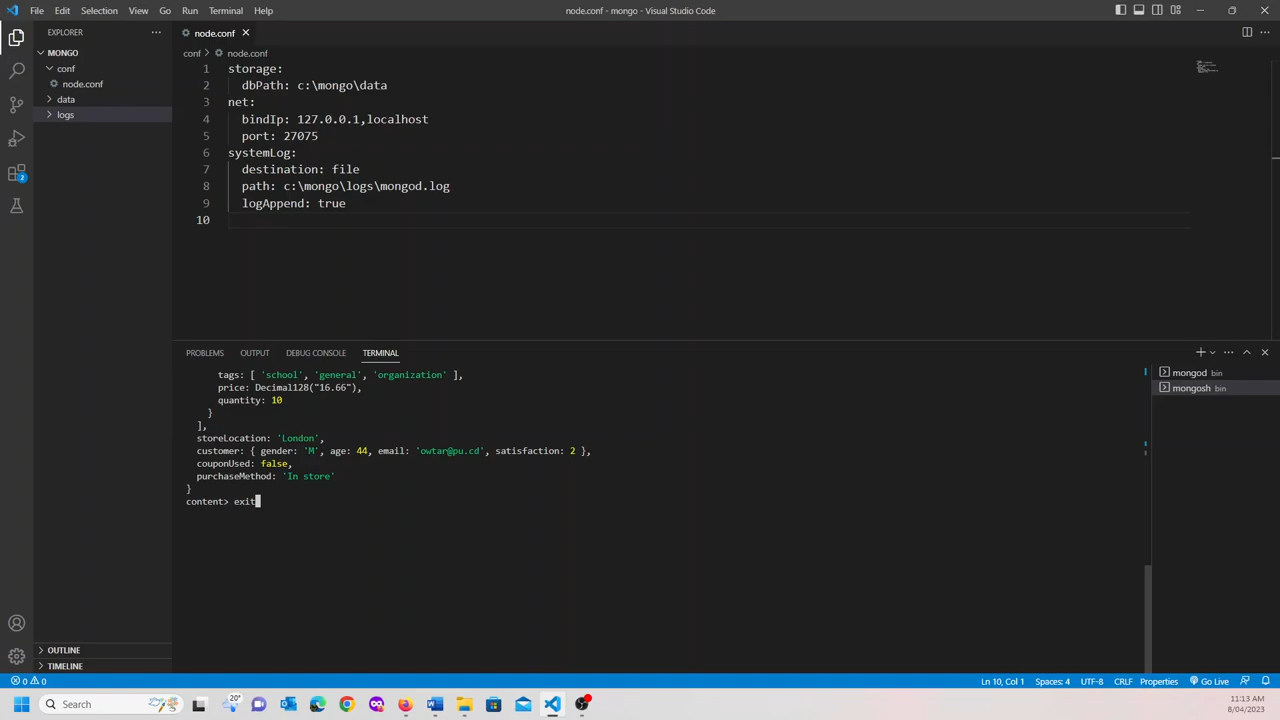 File Edit Selection View Go Run Terminal Help
node.conf - mongo - Visual Studio Code
EXPLORER
MONGO
conf
node.conf
data
logs
OUTLINE
TIMELINE
2
node.conf
conf > node.conf
1 storage:
2 dbPath: c:\mongo\data
3 net:
4 bindIp: 127.0.0.1,localhost
5 port: 27075
6 systemLog:
7 destination: file
8 path: c:\mongo\logs\mongod.log
9 logAppend: true
10
PROBLEMS OUTPUT DEBUG CONSOLE TERMINAL
tags: [ 'school', 'general', 'organization' ],
price: Decimal128("16.66"),
quantity: 10
}
],
storeLocation: 'London',
customer: { gender: 'M', age: 44, email: 'owtar@pu.cd', satisfaction: 2 },
couponUsed: false,
purchaseMethod: 'In store'
}
content> exit
mongod bin
mongosh bin
0 0
Ln 10, Col 1 Spaces: 4 UTF-8 CRLF Properties Go Live
Search
20°
11:13 AM
8/04/2023